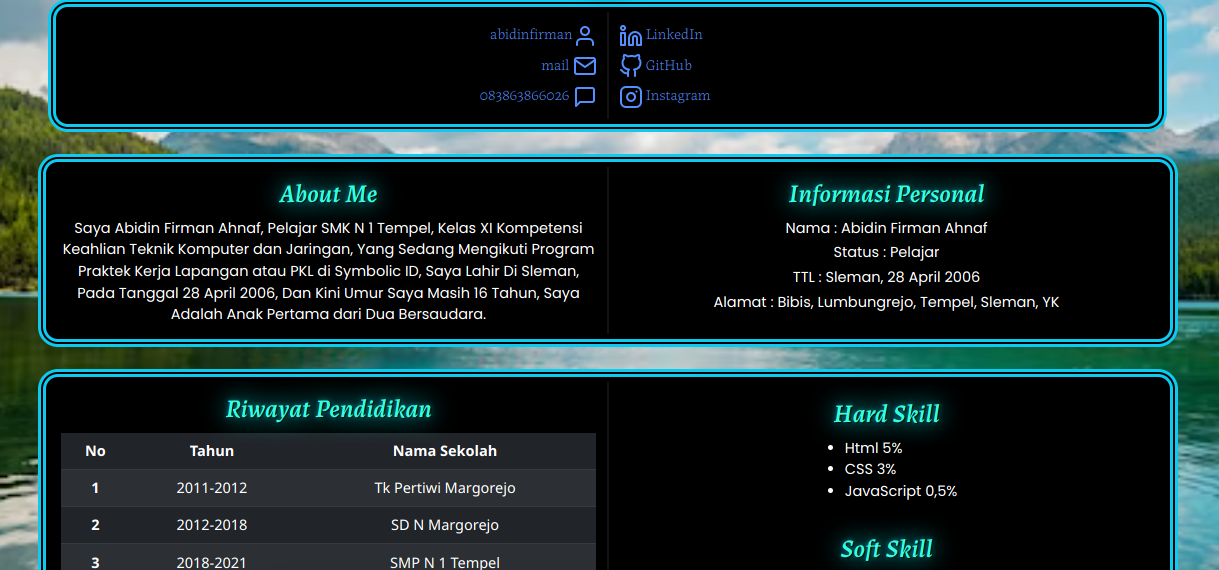 abidinfirman
mail
083863866026
LinkedIn
GitHub
Instagram
About Me
Saya Abidin Firman Ahnaf, Pelajar SMK N 1 Tempel, Kelas XI Kompetensi
Keahlian Teknik Komputer dan Jaringan, Yang Sedang Mengikuti Program
Praktek Kerja Lapangan atau PKL di Symbolic ID, Saya Lahir Di Sleman,
Pada Tanggal 28 April 2006, Dan Kini Umur Saya Masih 16 Tahun, Saya
Adalah Anak Pertama dari Dua Bersaudara.
Informasi Personal
Nama : Abidin Firman Ahnaf
Status : Pelajar
TTL : Sleman, 28 April 2006
Alamat : Bibis, Lumbungrejo, Tempel, Sleman, YK
Riwayat Pendidikan
No Tahun Nama Sekolah
1 2011-2012 Tk Pertiwi Margorejo
2 2012-2018 SD N Margorejo
3 2018-2021 SMP N 1 Tempel
Hard Skill
Html 5%
CSS 3%
JavaScript 0,5%
Soft Skill